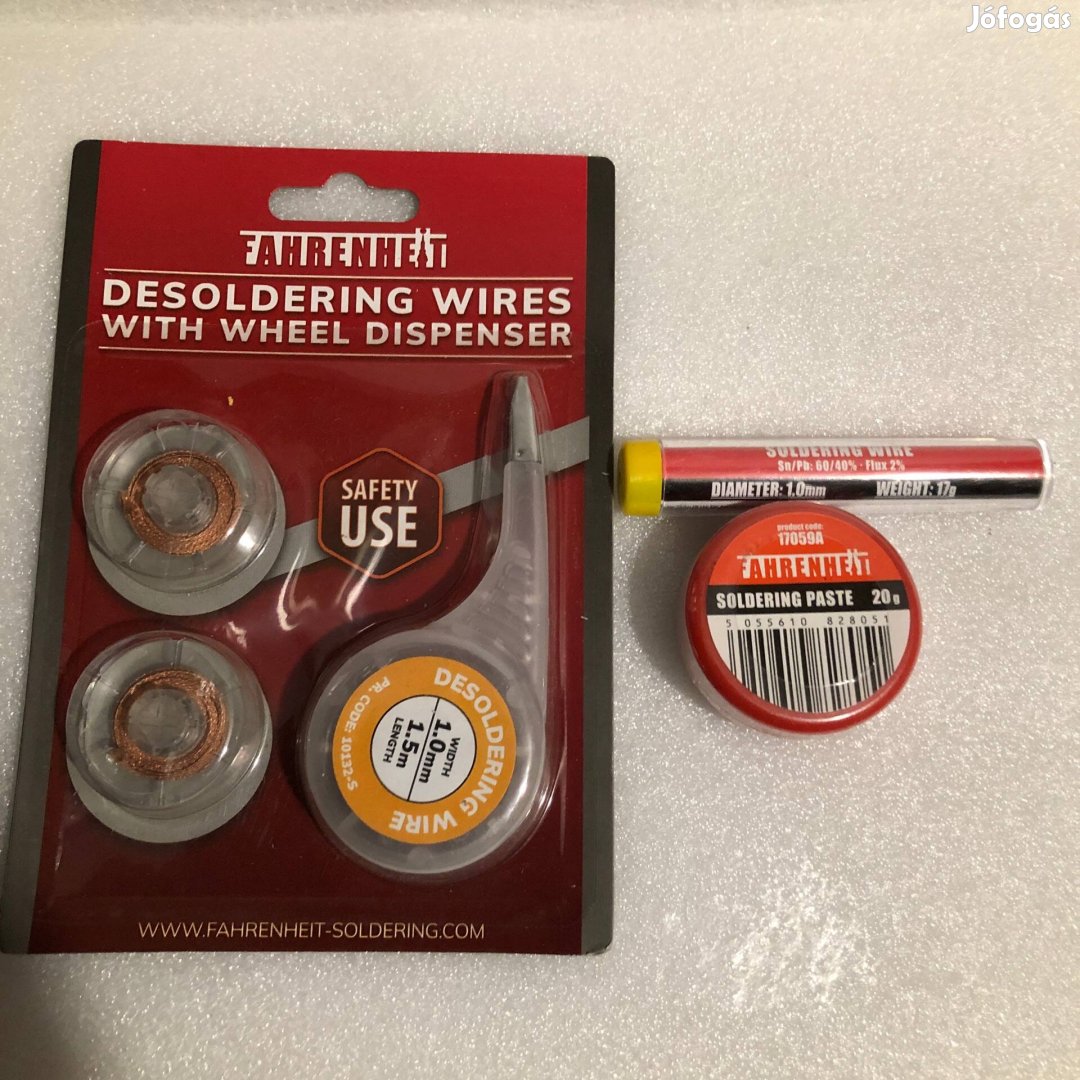 Jófogás
FAHRENHEIT
DESOLDERING WIRES
WITH WHEEL DISPENSER
SAFETY
USE
DESOLDERING WIRE
PR. CODE: 10132-S
WIDTH
1.0mm
1.5m
LENGTH
WWW.FAHRENHEIT-SOLDERING.COM
SOLDERING WIRE
Sn/Pb: 60/40% - Flux 2%
DIAMETER: 1.0mm WEIGHT: 17g
product code:
17059A
FAHRENHEIT
SOLDERING PASTE 20g
5 055610 828051